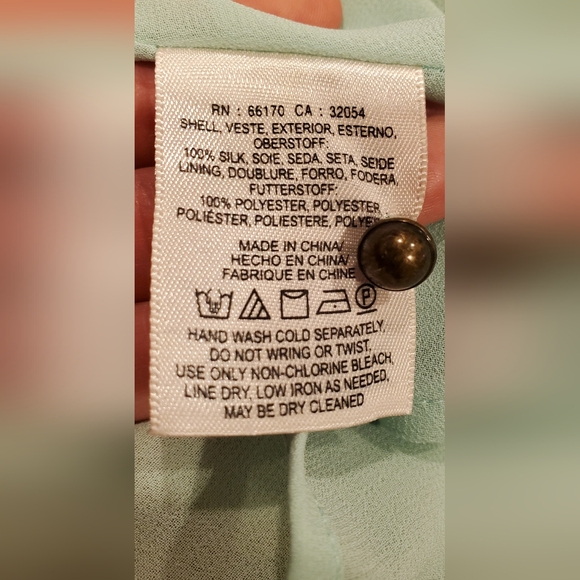 RN : 66170 CA : 32054
SHELL, VESTE, EXTERIOR, ESTERNO,
OBERSTOFF:
100% SILK, SOIE, SEDA, SETA, SEIDE
LINING, DOUBLURE, FORRO, FODERA,
FUTTERSTOFF:
100% POLYESTER, POLYESTER,
POLIÉSTER, POLIESTERE,
MADE IN CHINA/
HECHO EN CHINA/
FABRIQUE EN CHINE
P
HAND WASH COLD SEPARATELY,
DO NOT WRING OR TWIST,
USE ONLY NON-CHLORINE BLEACH,
LINE DRY, LOW IRON AS NEEDED,
MAY BE DRY CLEANED